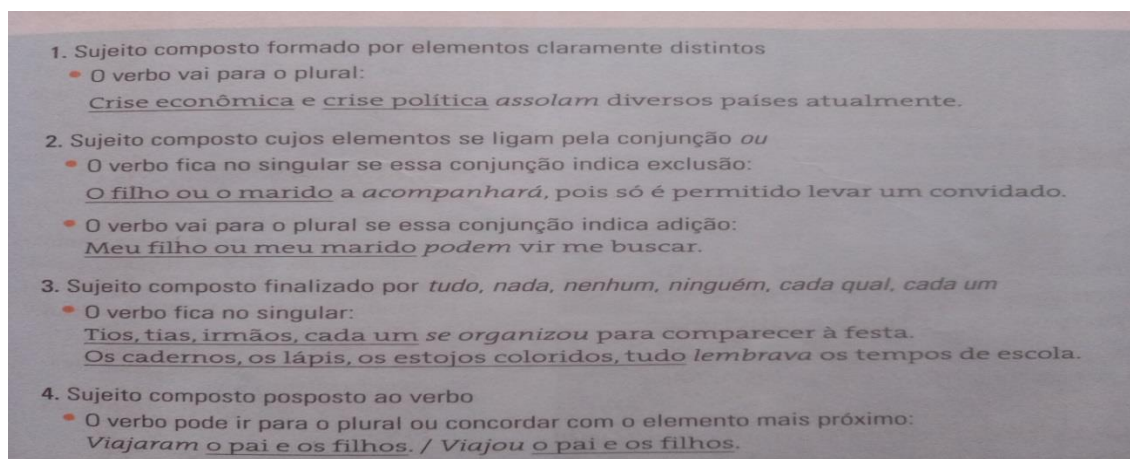 1. Sujeito composto formado por elementos claramente distintos
• O verbo vai para o plural:
Crise econômica e crise política assolam diversos países atualmente.
2. Sujeito composto cujos elementos se ligam pela conjunção ou
• O verbo fica no singular se essa conjunção indica exclusão:
O filho ou o marido a acompanhará, pois só é permitido levar um convidado.
• O verbo vai para o plural se essa conjunção indica adição:
Meu filho ou meu marido podem vir me buscar.
3. Sujeito composto finalizado por tudo, nada, nenhum, ninguém, cada qual, cada um
• O verbo fica no singular:
Tios, tias, irmãos, cada um se organizou para comparecer à festa.
Os cadernos, os lápis, os estojos coloridos, tudo lembrava os tempos de escola.
4. Sujeito composto posposto ao verbo
• O verbo pode ir para o plural ou concordar com o elemento mais próximo:
Viajaram o pai e os filhos. / Viajou o pai e os filhos.